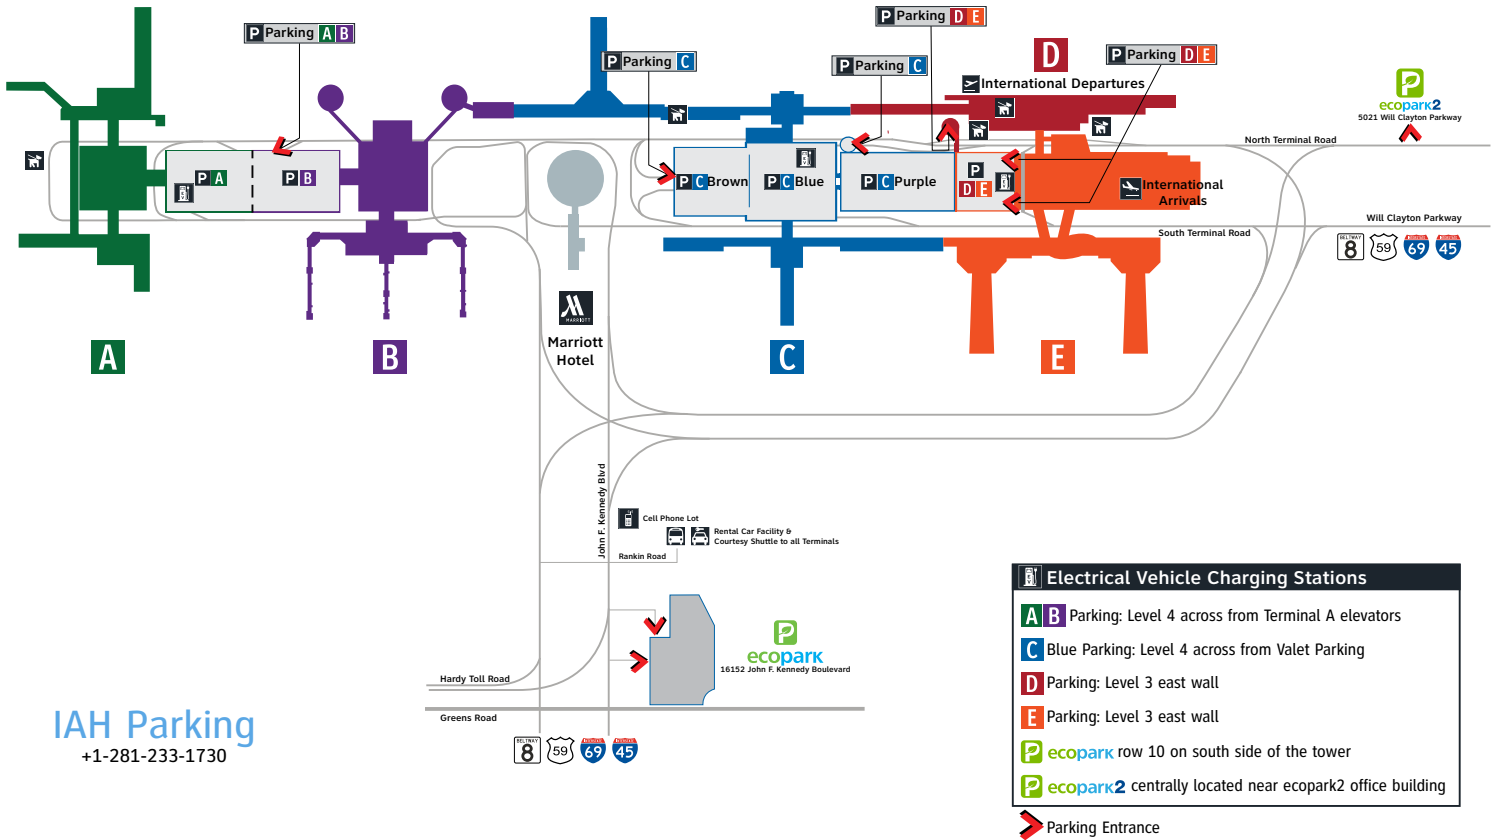 Parking A B
Parking C
Parking C
Parking D E
Parking D E
D
International Departures
ecopark2
5021 Will Clayton Parkway
North Terminal Road
P A
P B
P C Brown
P C Blue
P C Purple
P
D E
International
Arrivals
Will Clayton Parkway
South Terminal Road
BELTWAY
8
59
69
45
MARRIOTT
Marriott
Hotel
A
B
C
E
John F. Kennedy Blvd
Cell Phone Lot
Rental Car Facility &
Courtesy Shuttle to all Terminals
Rankin Road
ecopark
16152 John F. Kennedy Boulevard
Hardy Toll Road
Greens Road
BELTWAY
8
59
69
45
IAH Parking
+1-281-233-1730
Electrical Vehicle Charging Stations
A B Parking: Level 4 across from Terminal A elevators
C Blue Parking: Level 4 across from Valet Parking
D Parking: Level 3 east wall
E Parking: Level 3 east wall
P ecopark row 10 on south side of the tower
P ecopark2 centrally located near ecopark2 office building
Parking Entrance